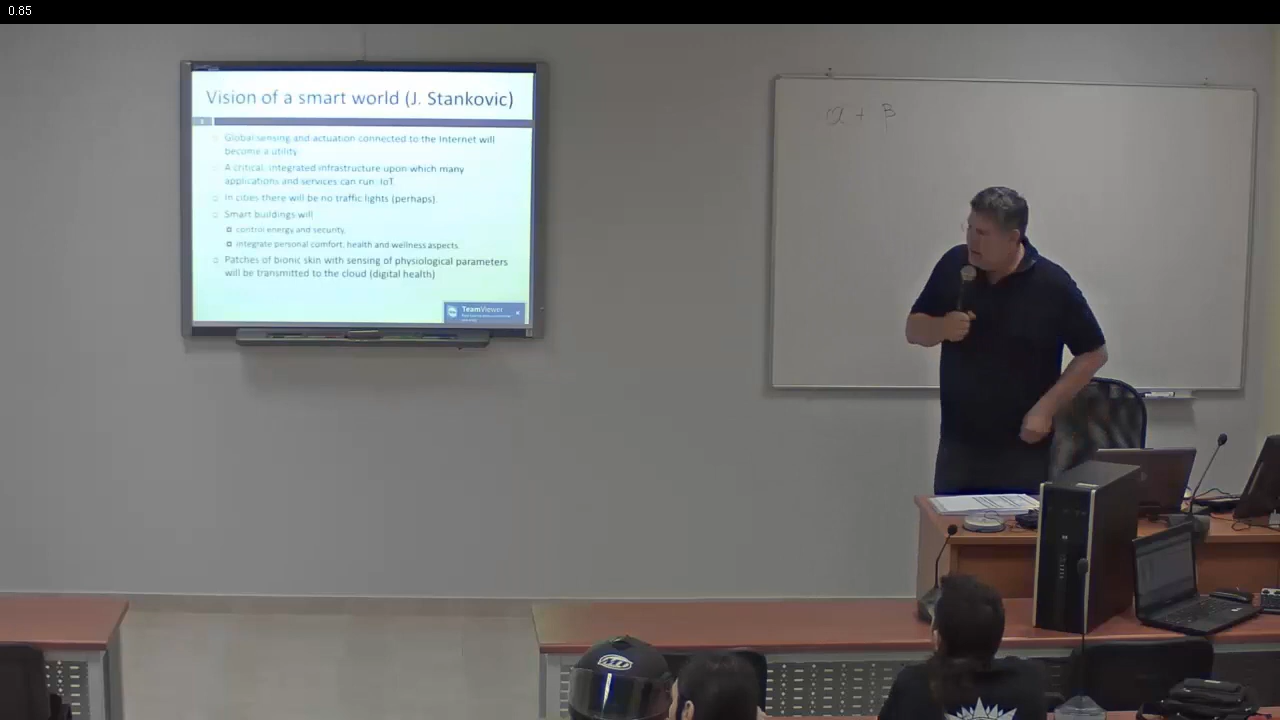 0.85
Vision of a smart world (J. Stankovic)
3
Global sensing and actuation connected to the Internet will
become a utility.
A critical, integrated infrastructure upon which many
applications and services can run: IoT
In cities there will be no traffic lights (perhaps)
Smart buildings will
control energy and security,
integrate personal comfort, health and wellness aspects.
Patches of bionic skin with sensing of physiological parameters
will be transmitted to the cloud (digital health)
TeamViewer
α + β